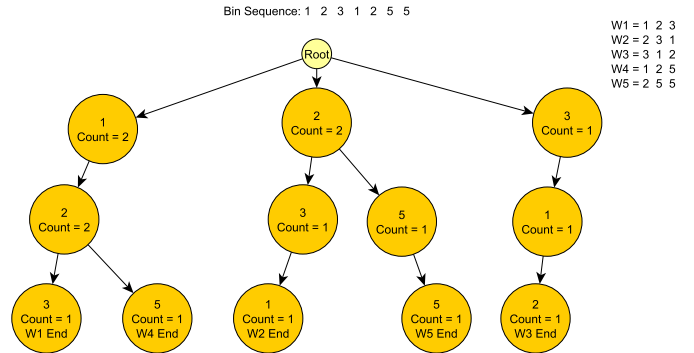 Bin Sequence: 1 2 3 1 2 5 5
W1 = 1 2 3
W2 = 2 3 1
W3 = 3 1 2
W4 = 1 2 5
W5 = 2 5 5
Root
1
Count = 2
2
Count = 2
3
Count = 1
2
Count = 2
3
Count = 1
5
Count = 1
1
Count = 1
3
Count = 1
W1 End
5
Count = 1
W4 End
1
Count = 1
W2 End
5
Count = 1
W5 End
2
Count = 1
W3 End